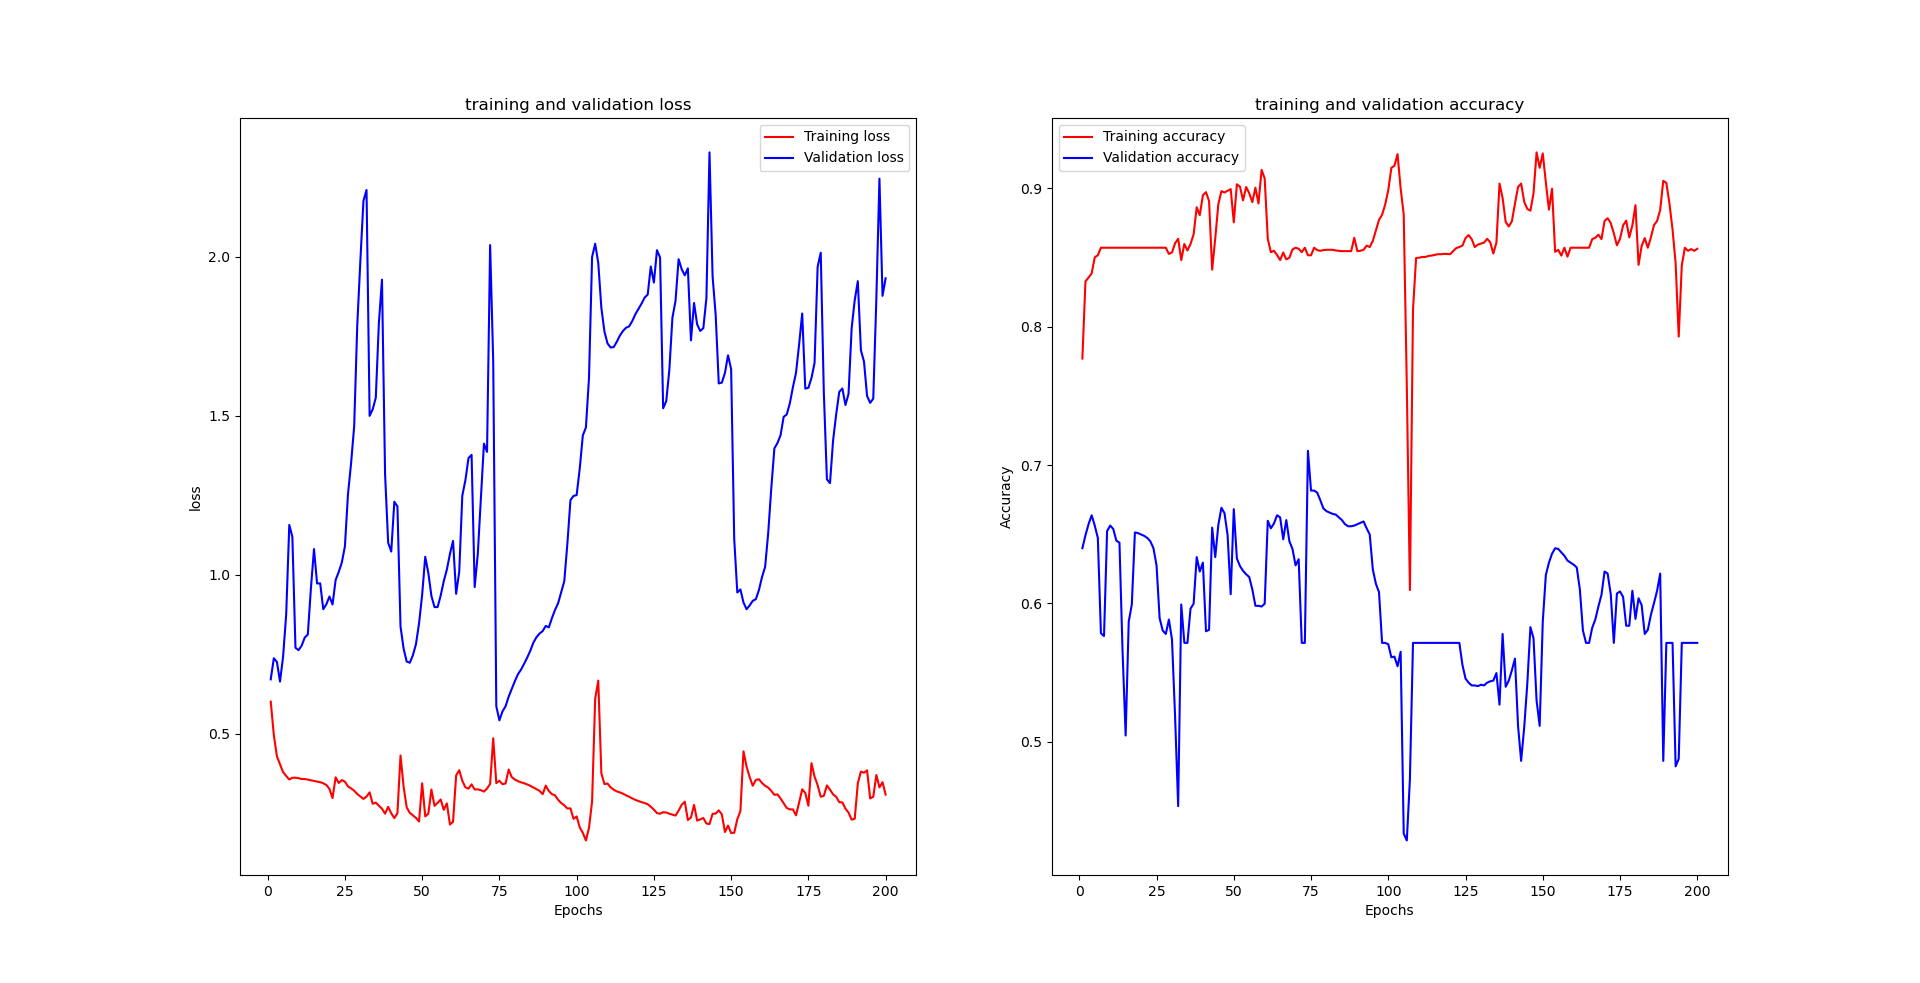 training and validation loss
Training loss
Validation loss
2.0
1.5
1.0
0.5
loss
0 25 50 75 100 125 150 175 200
Epochs
training and validation accuracy
Training accuracy
Validation accuracy
0.9
0.8
0.7
0.6
0.5
Accuracy
0 25 50 75 100 125 150 175 200
Epochs